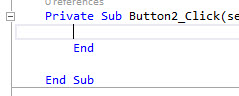 0 references
Private Sub Button2_Click(se
End
End Sub